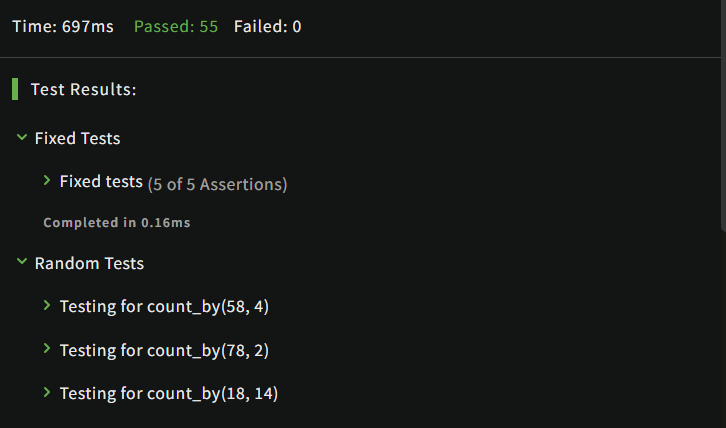 Time: 697ms Passed: 55 Failed: 0
Test Results:
Fixed Tests
Fixed tests (5 of 5 Assertions)
Completed in 0.16ms
Random Tests
Testing for count_by(58, 4)
Testing for count_by(78, 2)
Testing for count_by(18, 14)